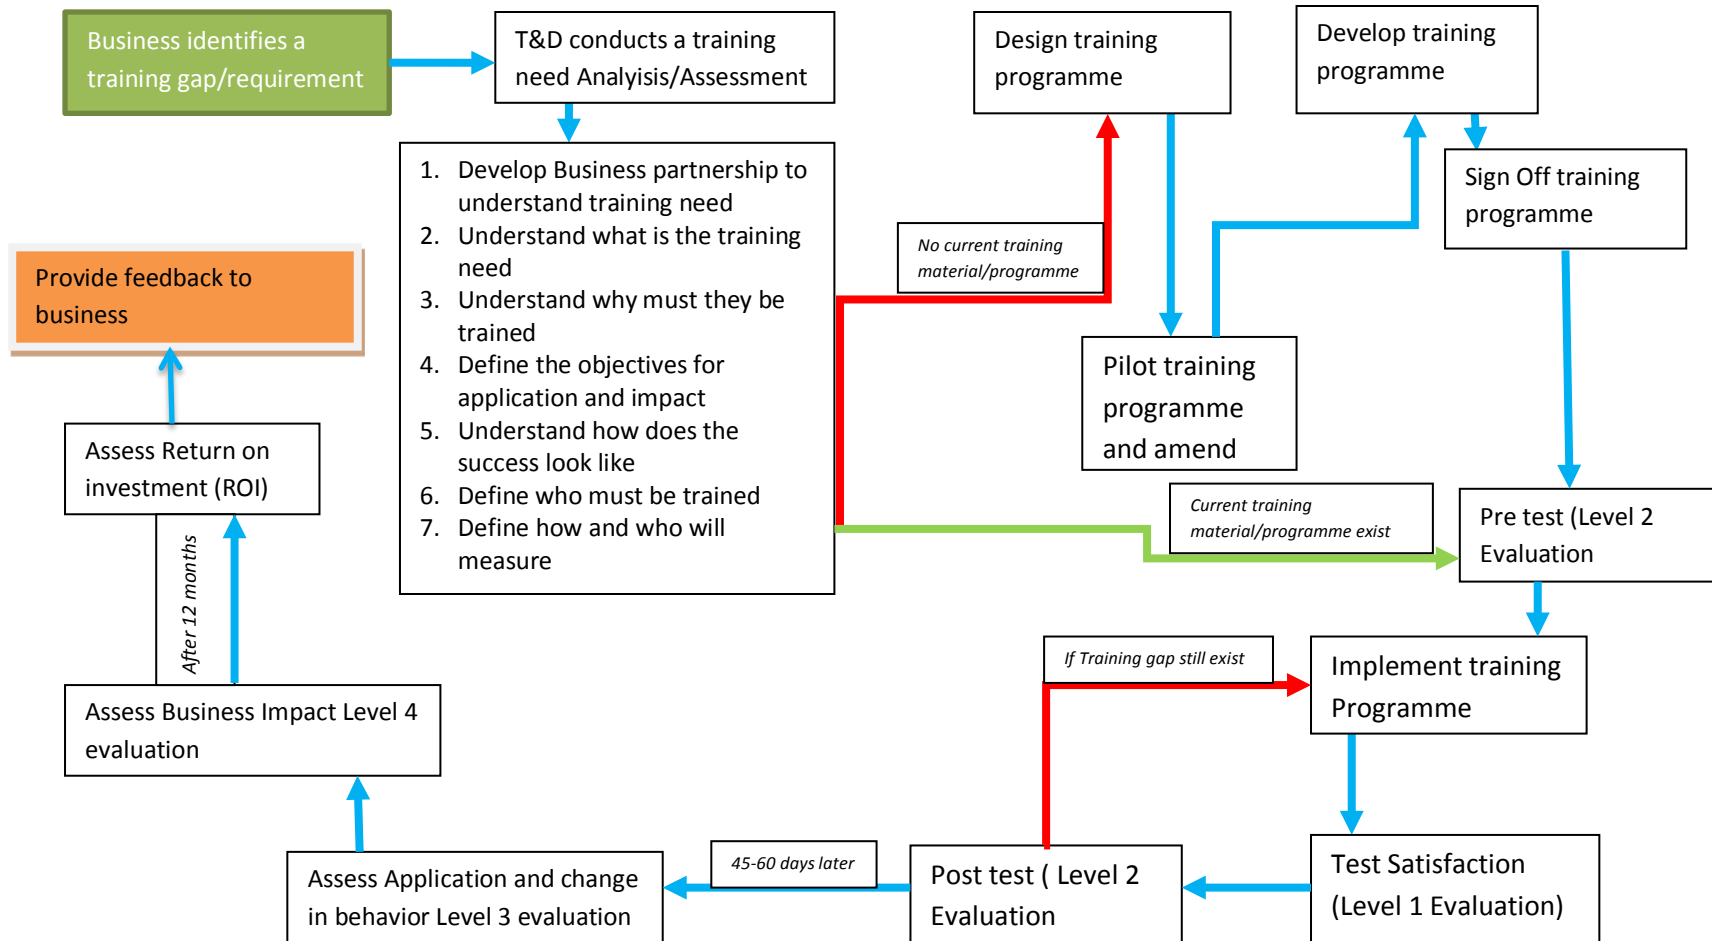 Business identifies a
training gap/requirement
T&D conducts a training
need Analyisis/Assessment
Design training
programme
Develop training
programme
1. Develop Business partnership to
understand training need
2. Understand what is the training
need
3. Understand why must they be
trained
4. Define the objectives for
application and impact
5. Understand how does the
success look like
6. Define who must be trained
7. Define how and who will
measure
Sign Off training
programme
No current training
material/programme
Provide feedback to
business
Pilot training
programme
and amend
Assess Return on
investment (ROI)
Current training
material/programme exist
Pre test (Level 2
Evaluation
After 12 months
If Training gap still exist
Implement training
Programme
Assess Business Impact Level 4
evaluation
45-60 days later
Test Satisfaction
(Level 1 Evaluation)
Post test ( Level 2
Evaluation
Assess Application and change
in behavior Level 3 evaluation